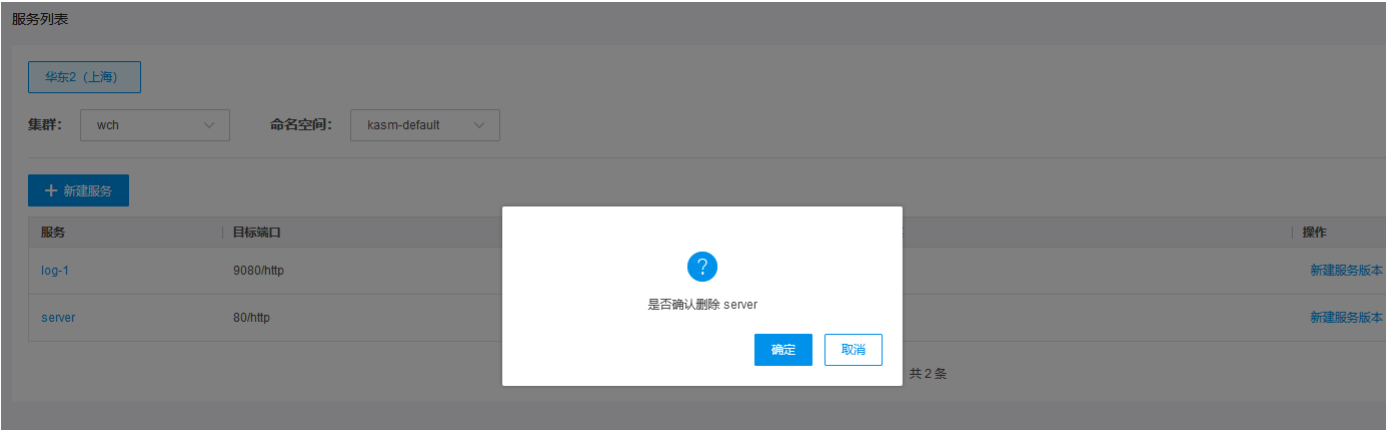 服务列表
华东2（上海）
集群： wch 命名空间： kasm-default
+ 新建服务
服务 目标端口 操作
log-1 9080/http 新建服务版本
server 80/http 新建服务版本
共 2 条
?
是否确认删除 server
确定 取消